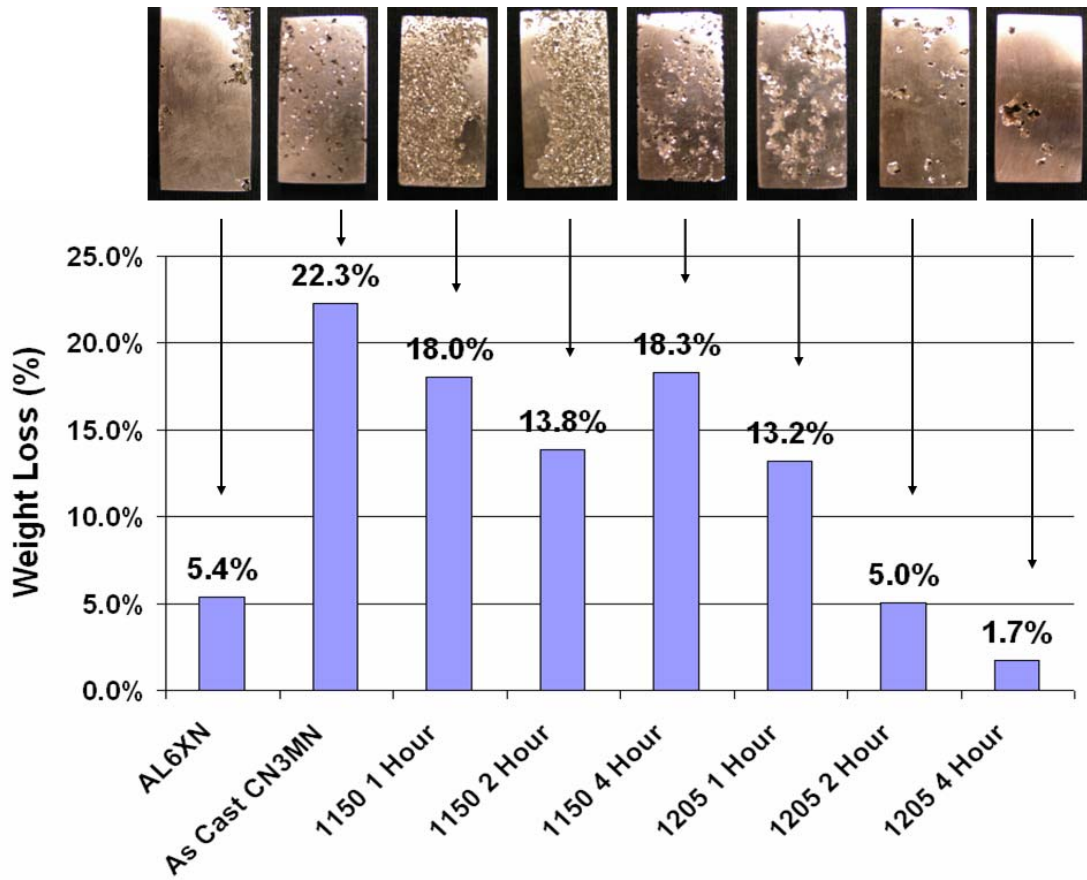 25.0%
20.0%
15.0%
10.0%
5.0%
0.0%
Weight Loss (%)
5.4%
22.3%
18.0%
13.8%
18.3%
13.2%
5.0%
1.7%
AL6XN
As Cast CN3MN
1150 1 Hour
1150 2 Hour
1150 4 Hour
1205 1 Hour
1205 2 Hour
1205 4 Hour